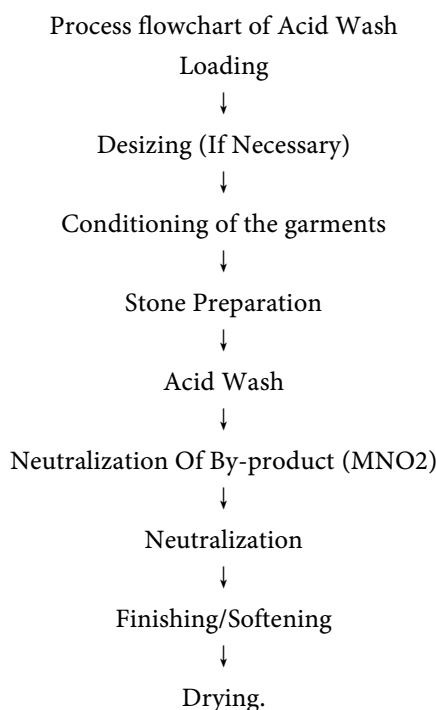 Process flowchart of Acid Wash
Loading
↓
Desizing (If Necessary)
↓
Conditioning of the garments
↓
Stone Preparation
↓
Acid Wash
↓
Neutralization Of By-product (MNO2)
↓
Neutralization
↓
Finishing/Softening
↓
Drying.